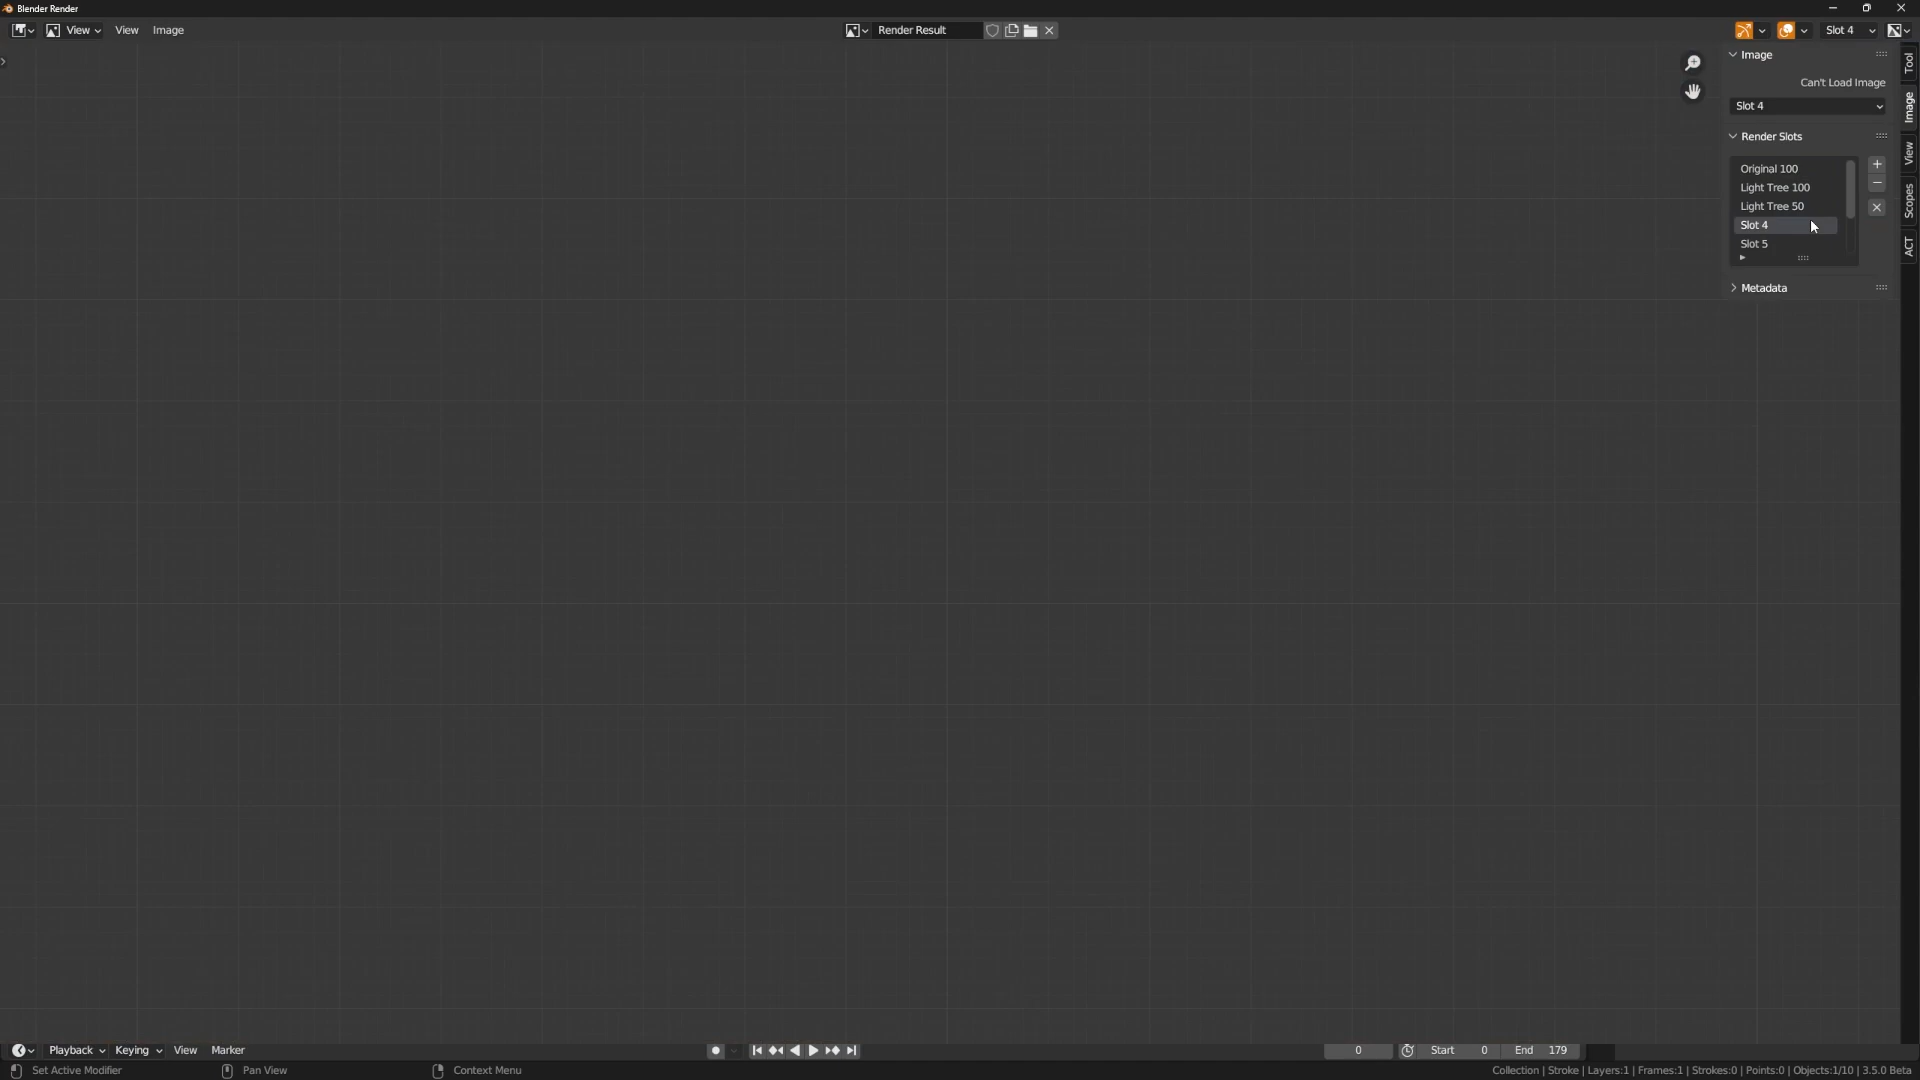 Blender Render
View View Image Render Result Slot 4
Image
Can't Load Image
Slot 4
Render Slots
Original 100
Light Tree 100
Light Tree 50
Slot 4
Slot 5
Metadata
Tool
Image
View
Scopes
ACT
Playback Keying View Marker 0 Start 0 End 179
Set Active Modifier Pan View Context Menu Collection | Stroke | Layers:1 | Frames:1 | Strokes:0 | Points:0 | Objects:1/10 | 3.5.0 Beta